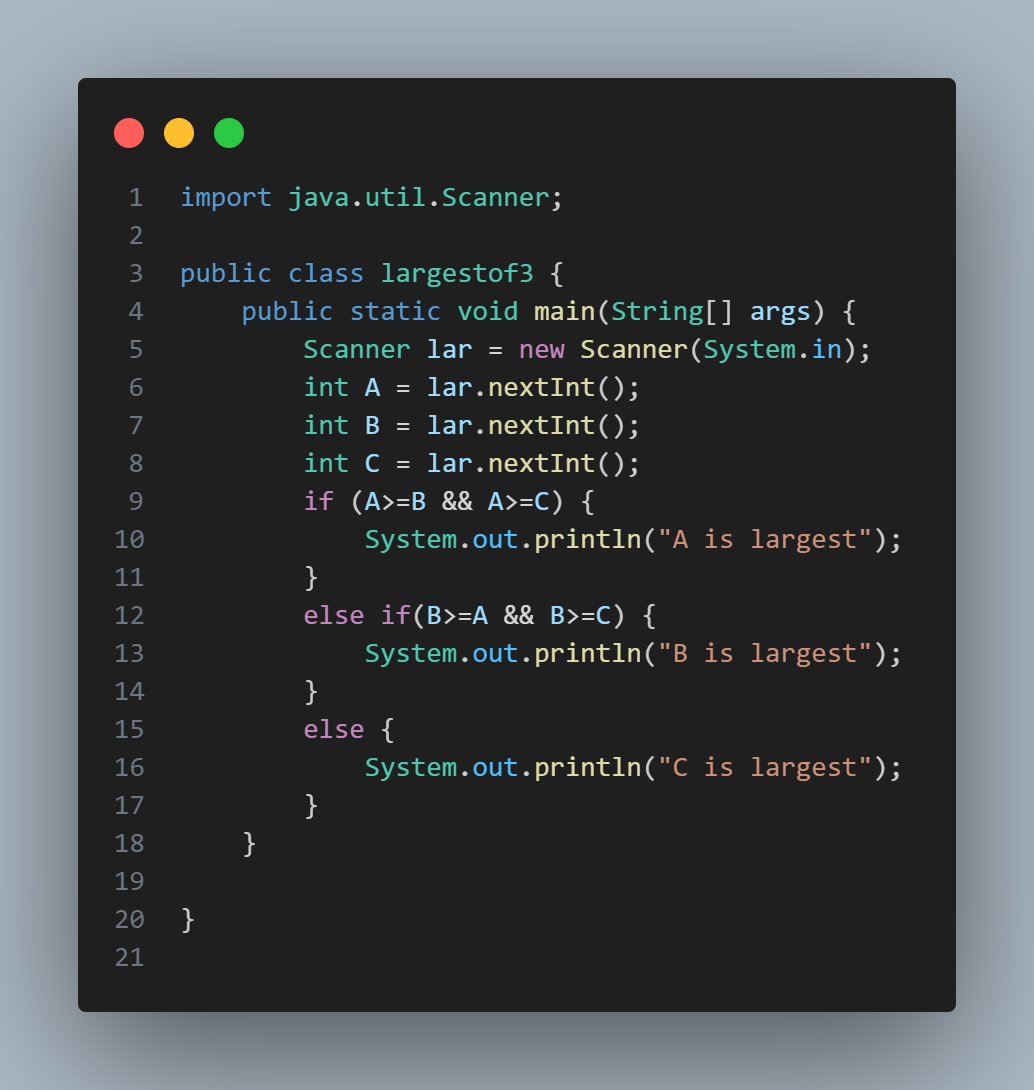 1 import java.util.Scanner;
2
3 public class largestof3 {
4     public static void main(String[] args) {
5         Scanner lar = new Scanner(System.in);
6         int A = lar.nextInt();
7         int B = lar.nextInt();
8         int C = lar.nextInt();
9         if (A>=B && A>=C) {
10             System.out.println("A is largest");
11         }
12         else if(B>=A && B>=C) {
13             System.out.println("B is largest");
14         }
15         else {
16             System.out.println("C is largest");
17         }
18     }
19
20 }
21